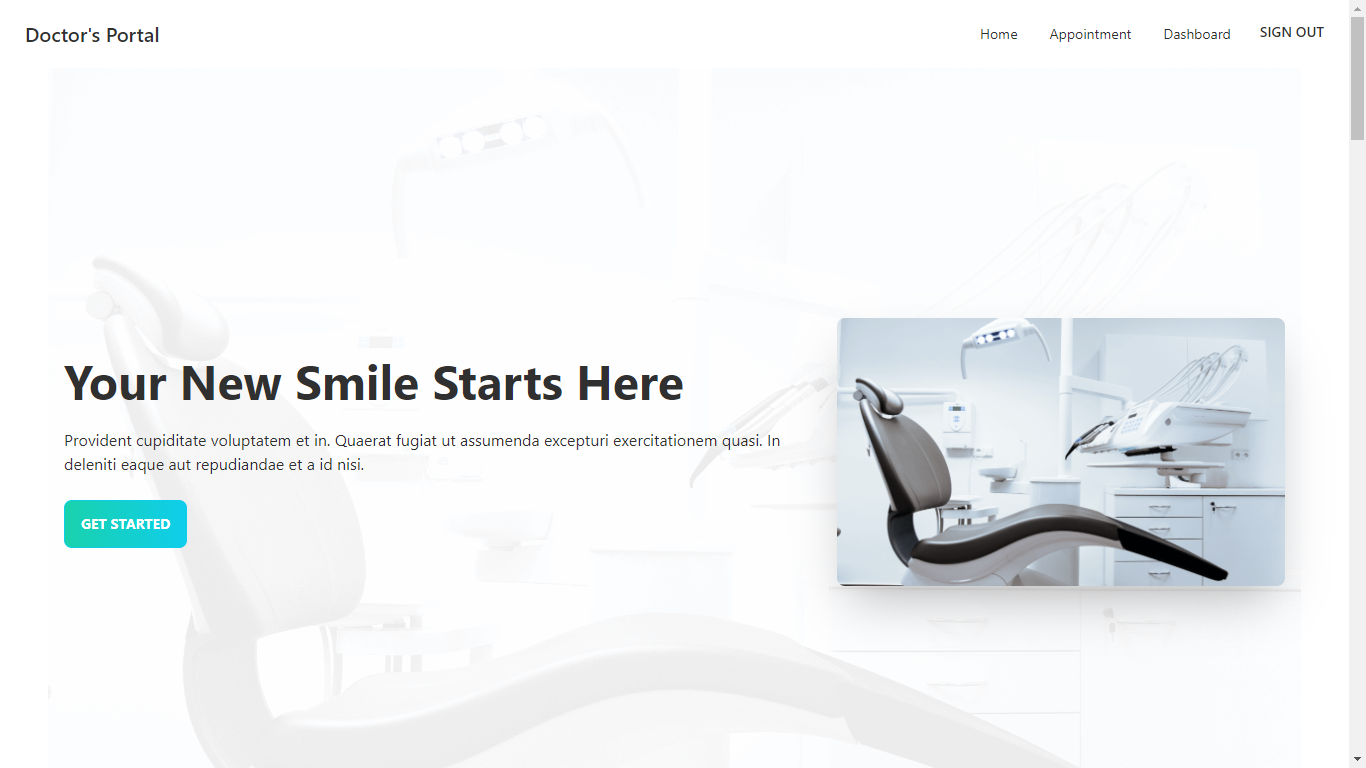 Doctor's Portal
Home Appointment Dashboard SIGN OUT
Your New Smile Starts Here
Provident cupiditate voluptatem et in. Quaerat fugiat ut assumenda excepturi exercitationem quasi. In
deleniti eaque aut repudiandae et a id nisi.
GET STARTED